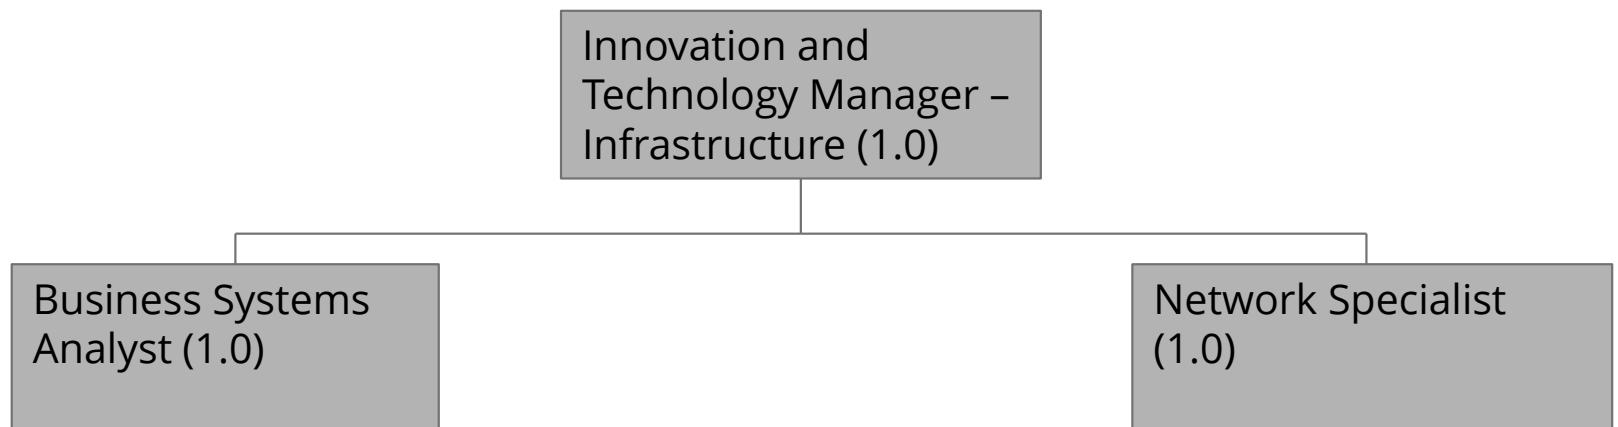 Innovation and
Technology Manager –
Infrastructure (1.0)
Business Systems
Analyst (1.0)
Network Specialist
(1.0)